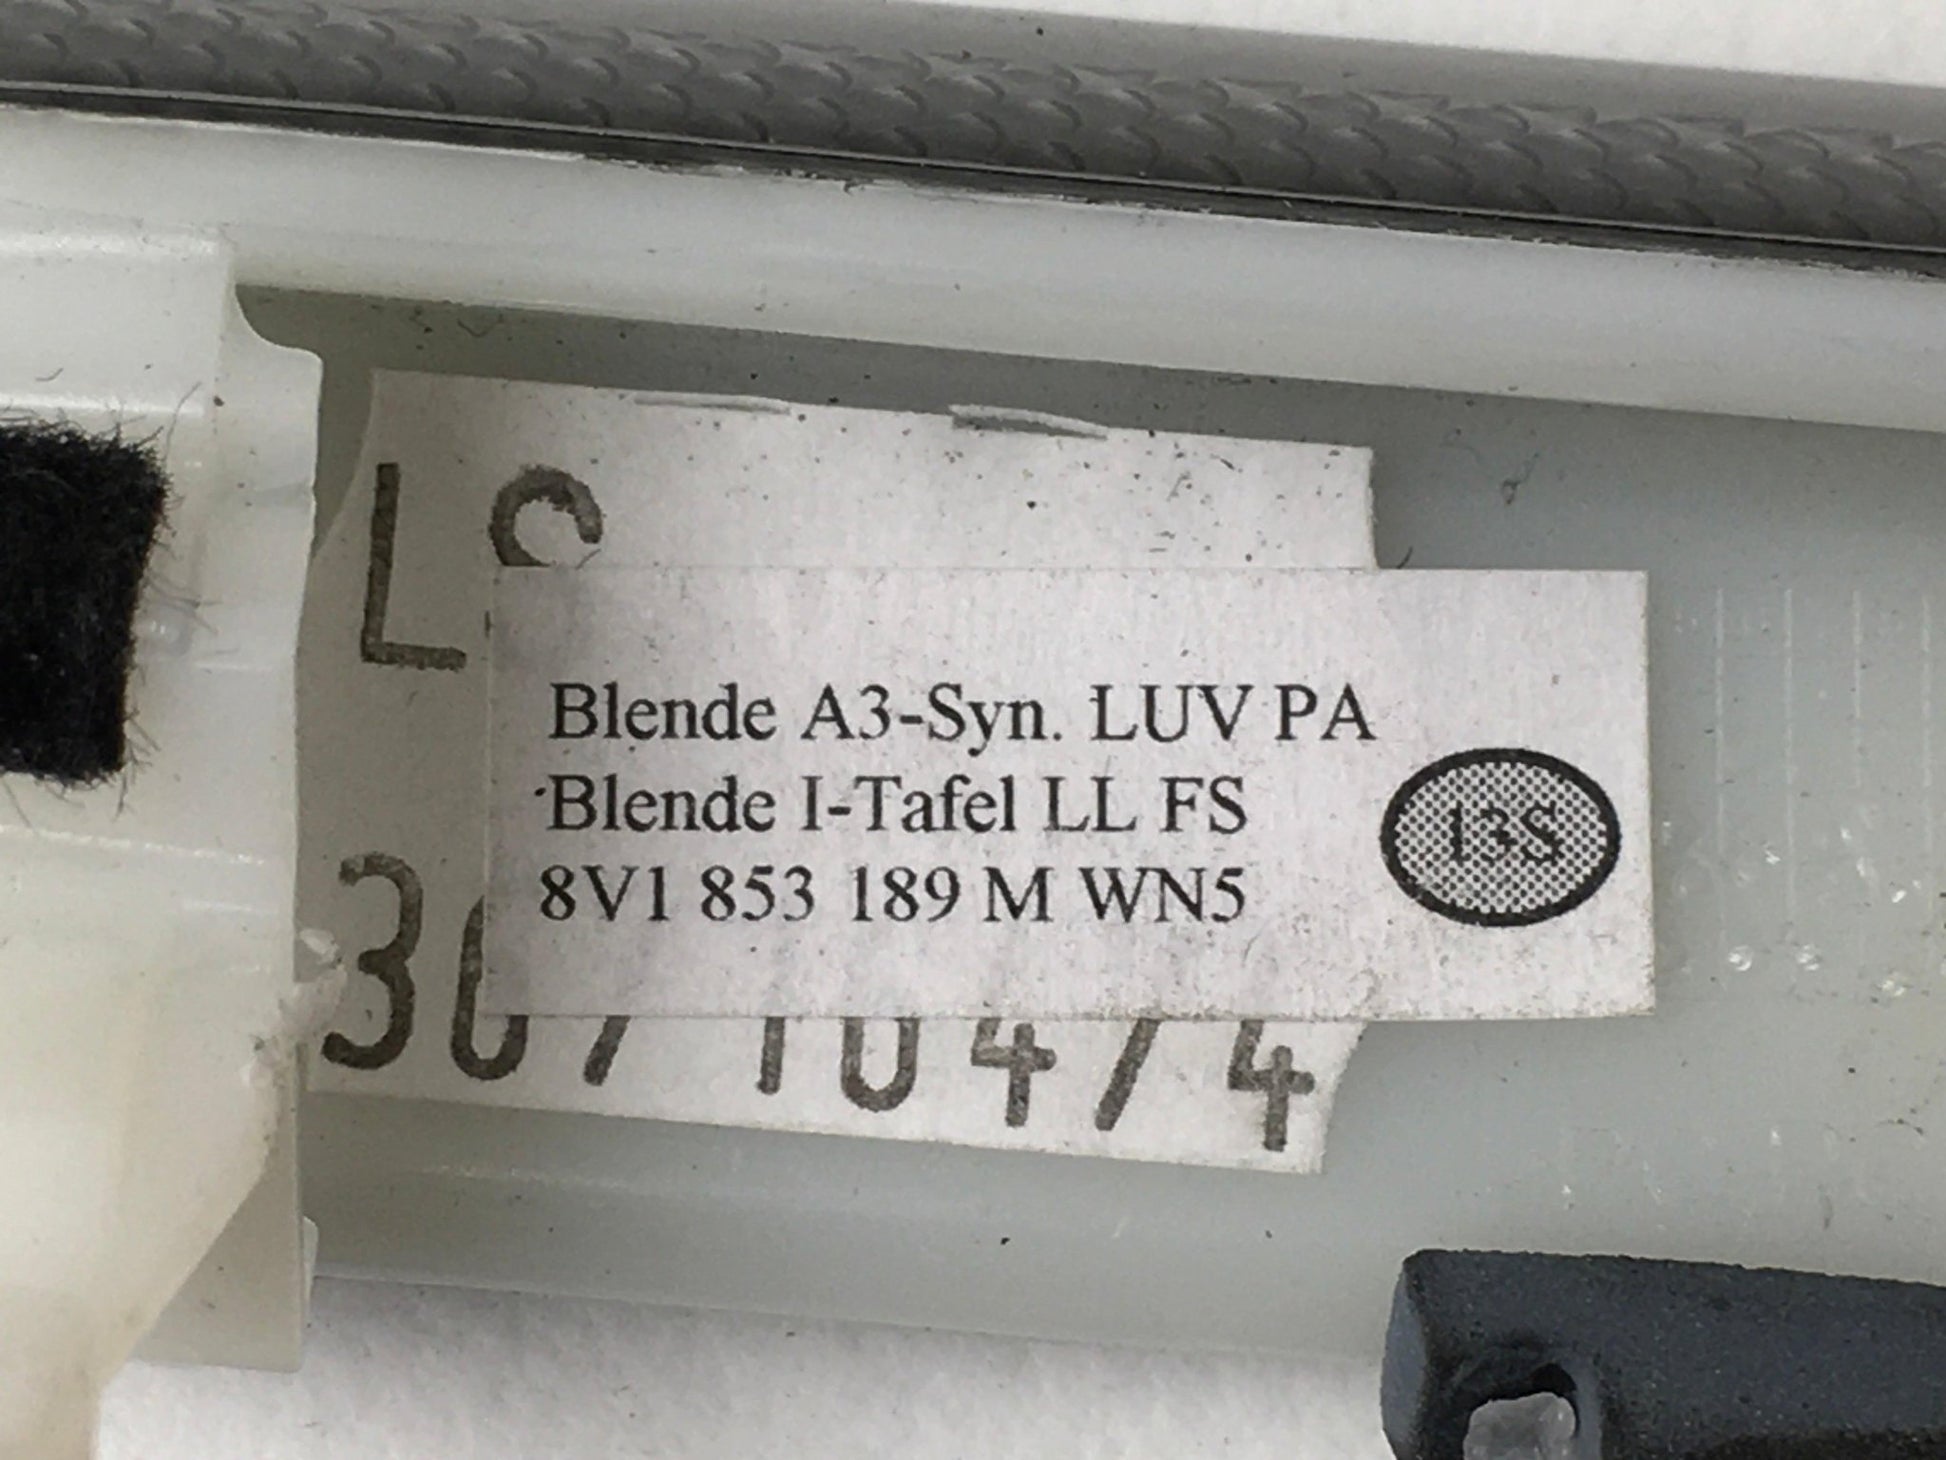 Blende A3-Syn. LUV PA
Blende I-Tafel LL FS
8V1 853 189 M WN5
13S